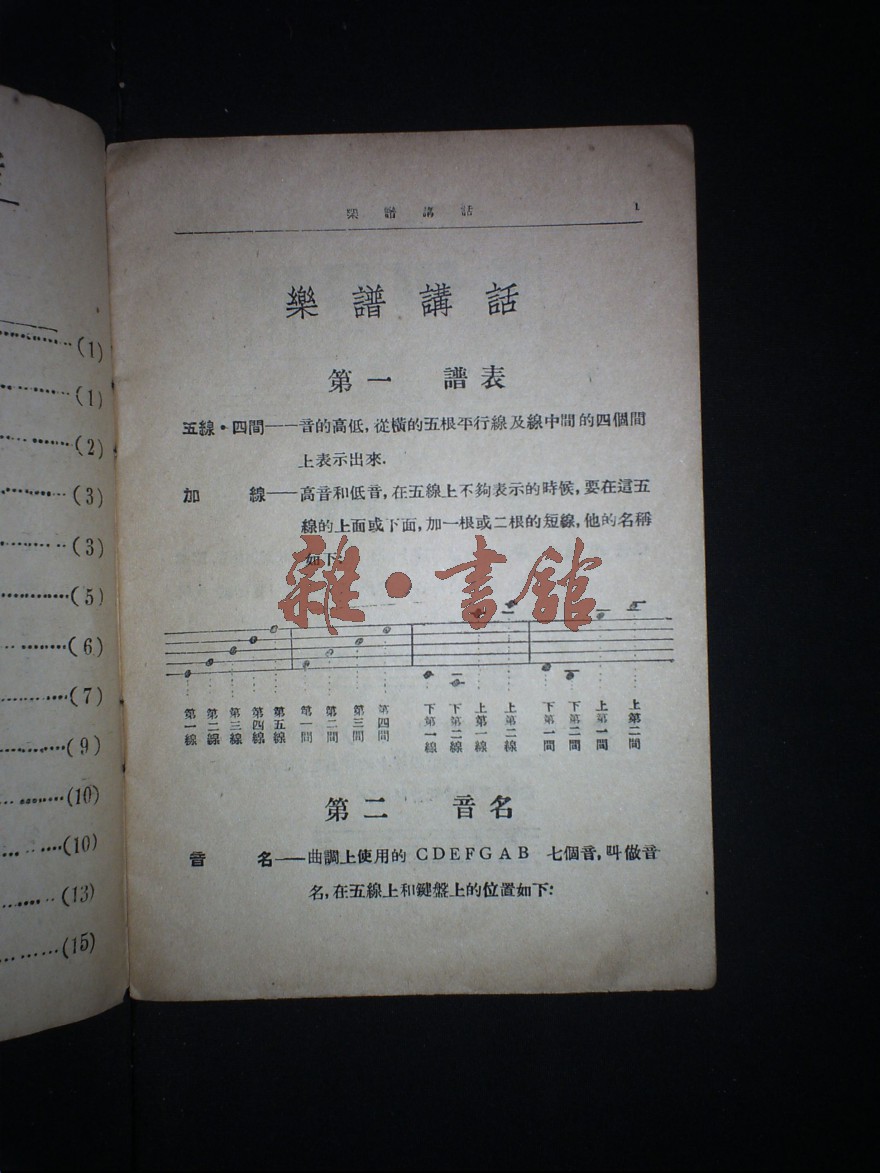 (1)
(1)
(2)
(3)
(3)
(5)
(6)
(7)
(9)
(10)
(10)
(13)
(15)
樂譜講話 1
樂譜講話
第一 譜表
五線·四間——音的高低,從橫的五根平行線及線中間的四個間
上表示出來.
加 線——高音和低音,在五線上不夠表示的時候,要在這五
線的上面或下面,加一根或二根的短線,他的名稱
如下:
雜·書館
第一線
第二線
第三線
第四線
第五線
第一間
第二間
第三間
第四間
下第一線
下第二線
上第一線
上第二線
下第一間
下第二間
上第一間
上第二間
第二 音名
音 名——曲調上使用的 CDEFGAB 七個音,叫做音
名,在五線上和鍵盤上的位置如下: